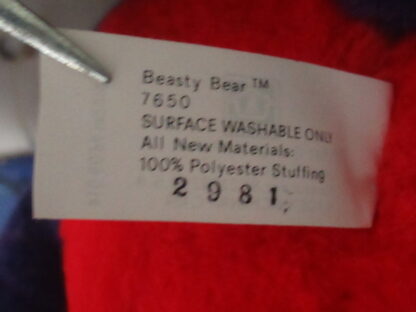 Beasty Bear™
7650
SURFACE WASHABLE ONLY
All New Materials:
100% Polyester Stuffing
2981